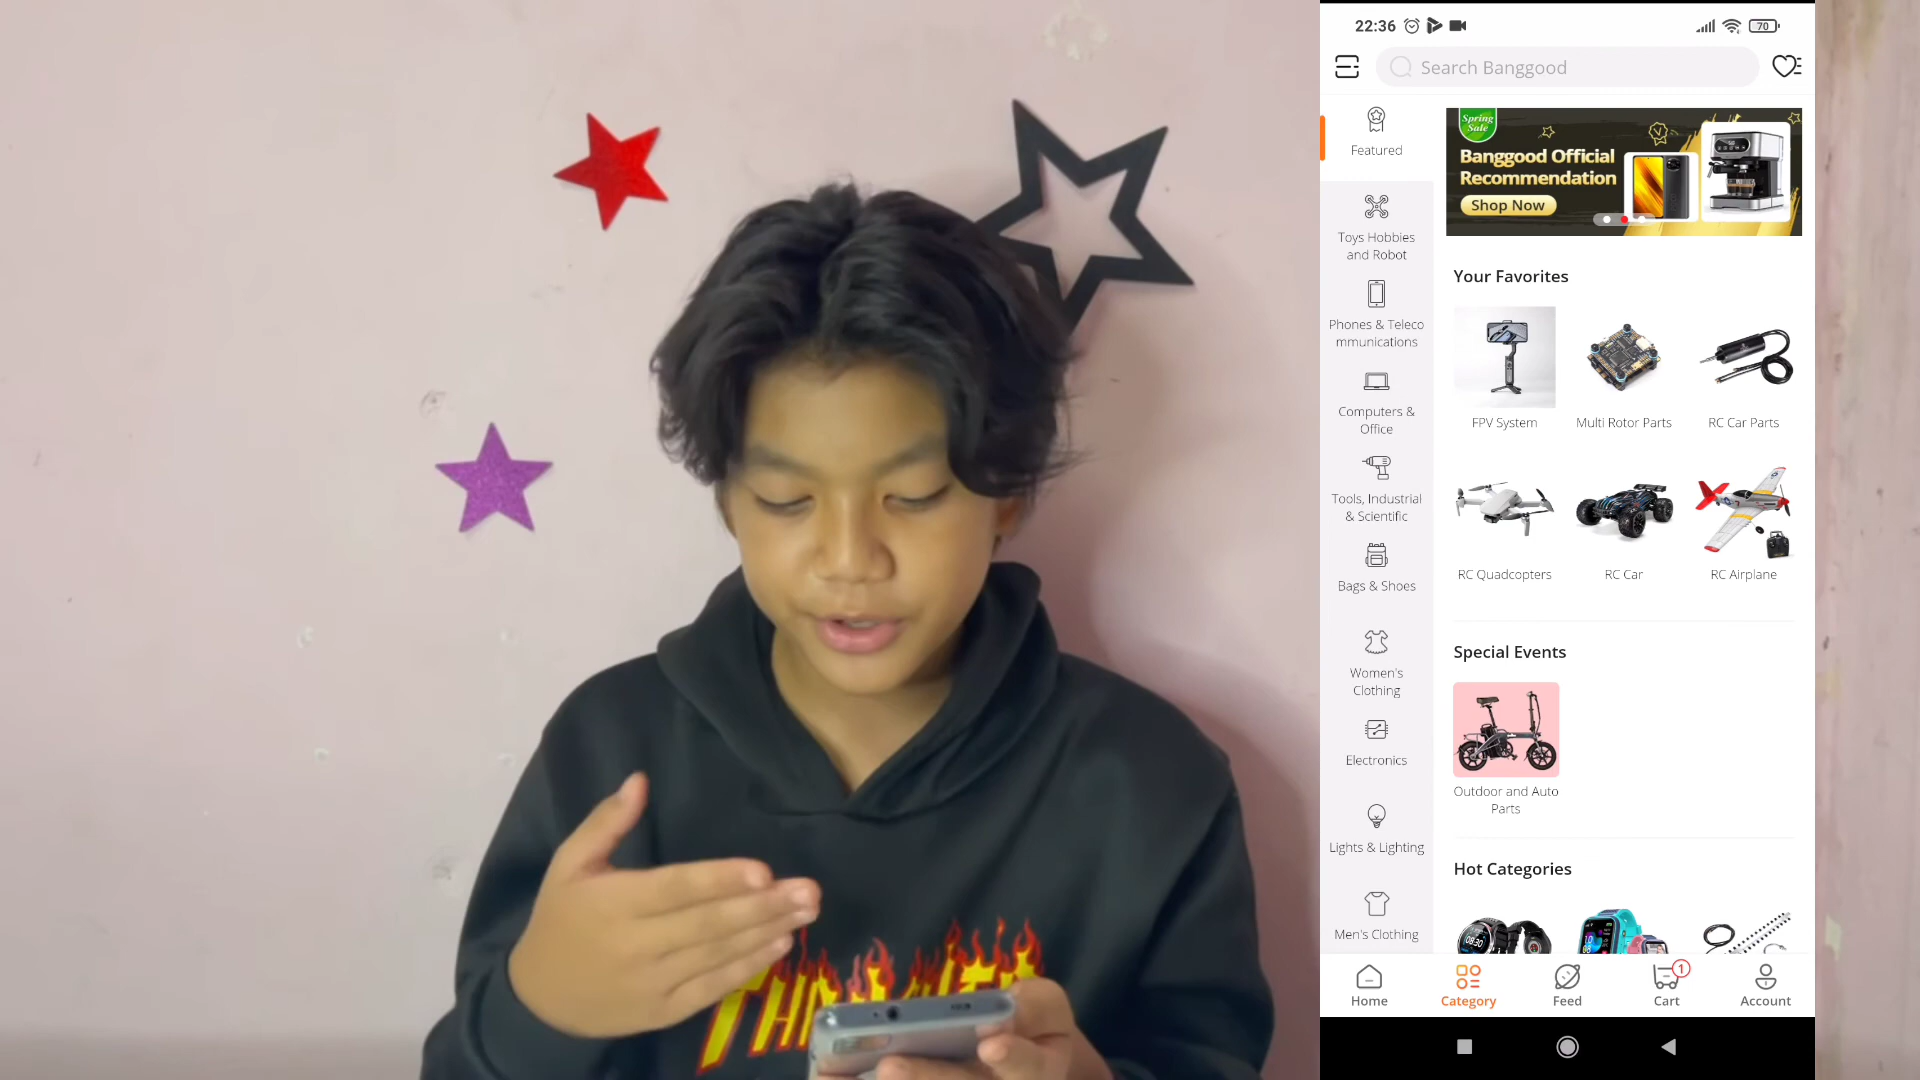 22:36
70
Search Banggood
Featured
Toys Hobbies
and Robot
Phones & Teleco
mmunications
Computers &
Office
Tools, Industrial
& Scientific
Bags & Shoes
Women's
Clothing
Electronics
Lights & Lighting
Men's Clothing
Spring
Sale
Banggood Official
Recommendation
Shop Now
Your Favorites
FPV System
Multi Rotor Parts
RC Car Parts
RC Quadcopters
RC Car
RC Airplane
Special Events
Outdoor and Auto
Parts
Hot Categories
08:30
Home
Category
Feed
1
Cart
Account